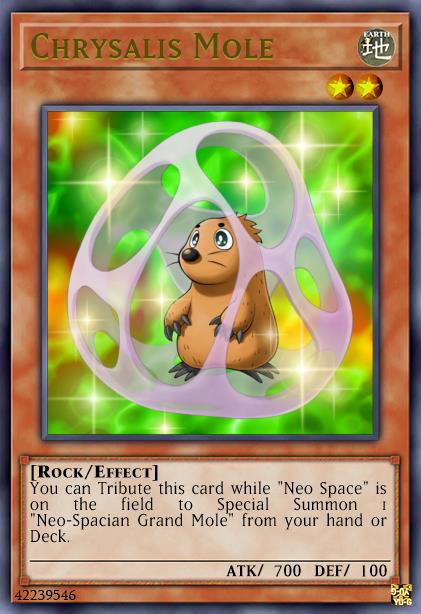 CHRYSALIS MOLE
EARTH
地
[ROCK/EFFECT]
You can Tribute this card while "Neo Space" is
on the field to Special Summon 1
"Neo-Spacian Grand Mole" from your hand or
Deck.
ATK/ 700 DEF/ 100
42239546